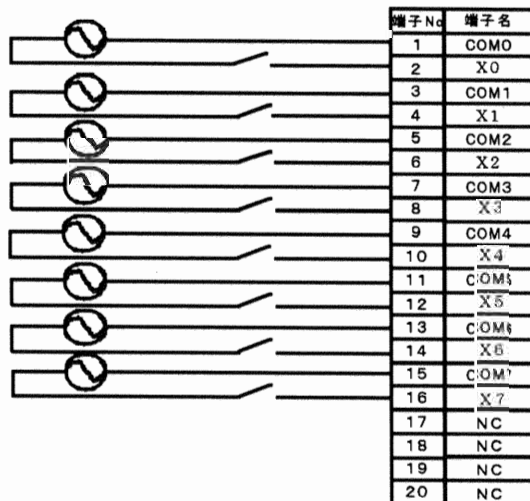 端子No 端子名
1 COM0
2 X0
3 COM1
4 X1
5 COM2
6 X2
7 COM3
8 X3
9 COM4
10 X4
11 COM5
12 X5
13 COM6
14 X6
15 COM7
16 X7
17 NC
18 NC
19 NC
20 NC